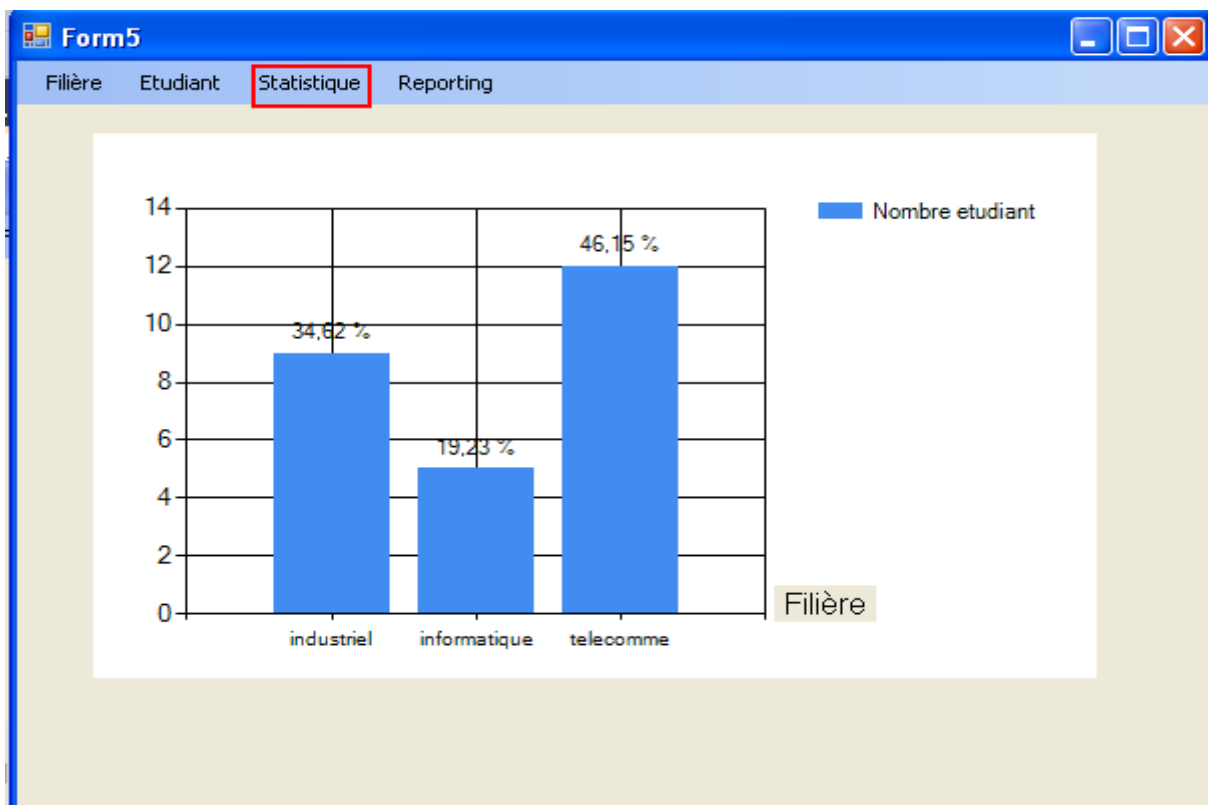 Form5
Filière Etudiant Statistique Reporting
14
12
10
8
6
4
2
0
34,62 %
19,23 %
46,15 %
industriel informatique telecomme
Filière
Nombre etudiant